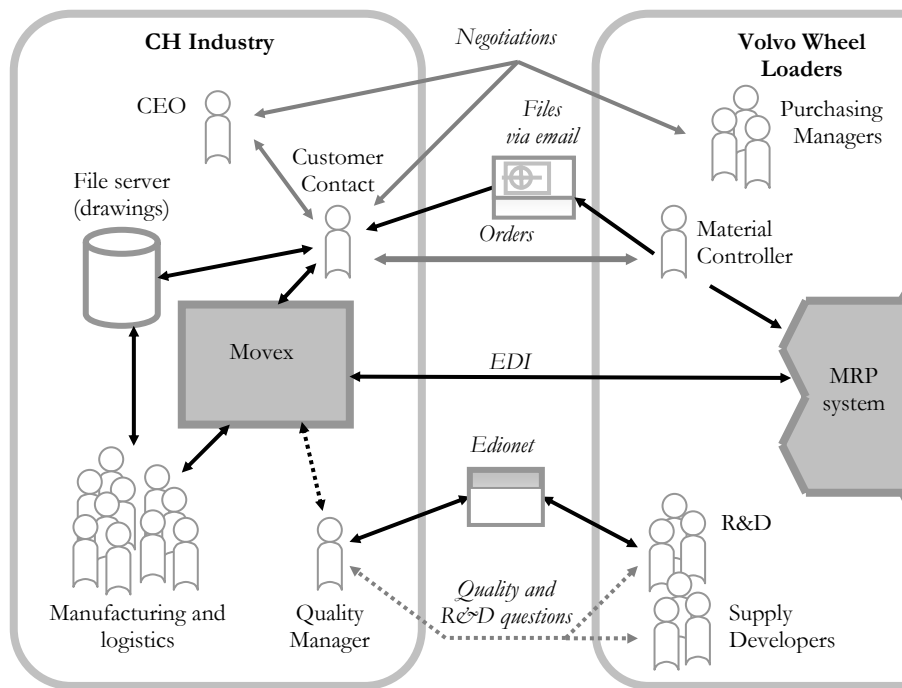 CH Industry
Negotiations
Volvo Wheel
Loaders
CEO
Files
via email
Purchasing
Managers
Customer
Contact
File server
(drawings)
Orders
Material
Controller
Movex
EDI
MRP
system
Edionet
R&D
Quality and
R&D questions
Manufacturing and
logistics
Quality
Manager
Supply
Developers